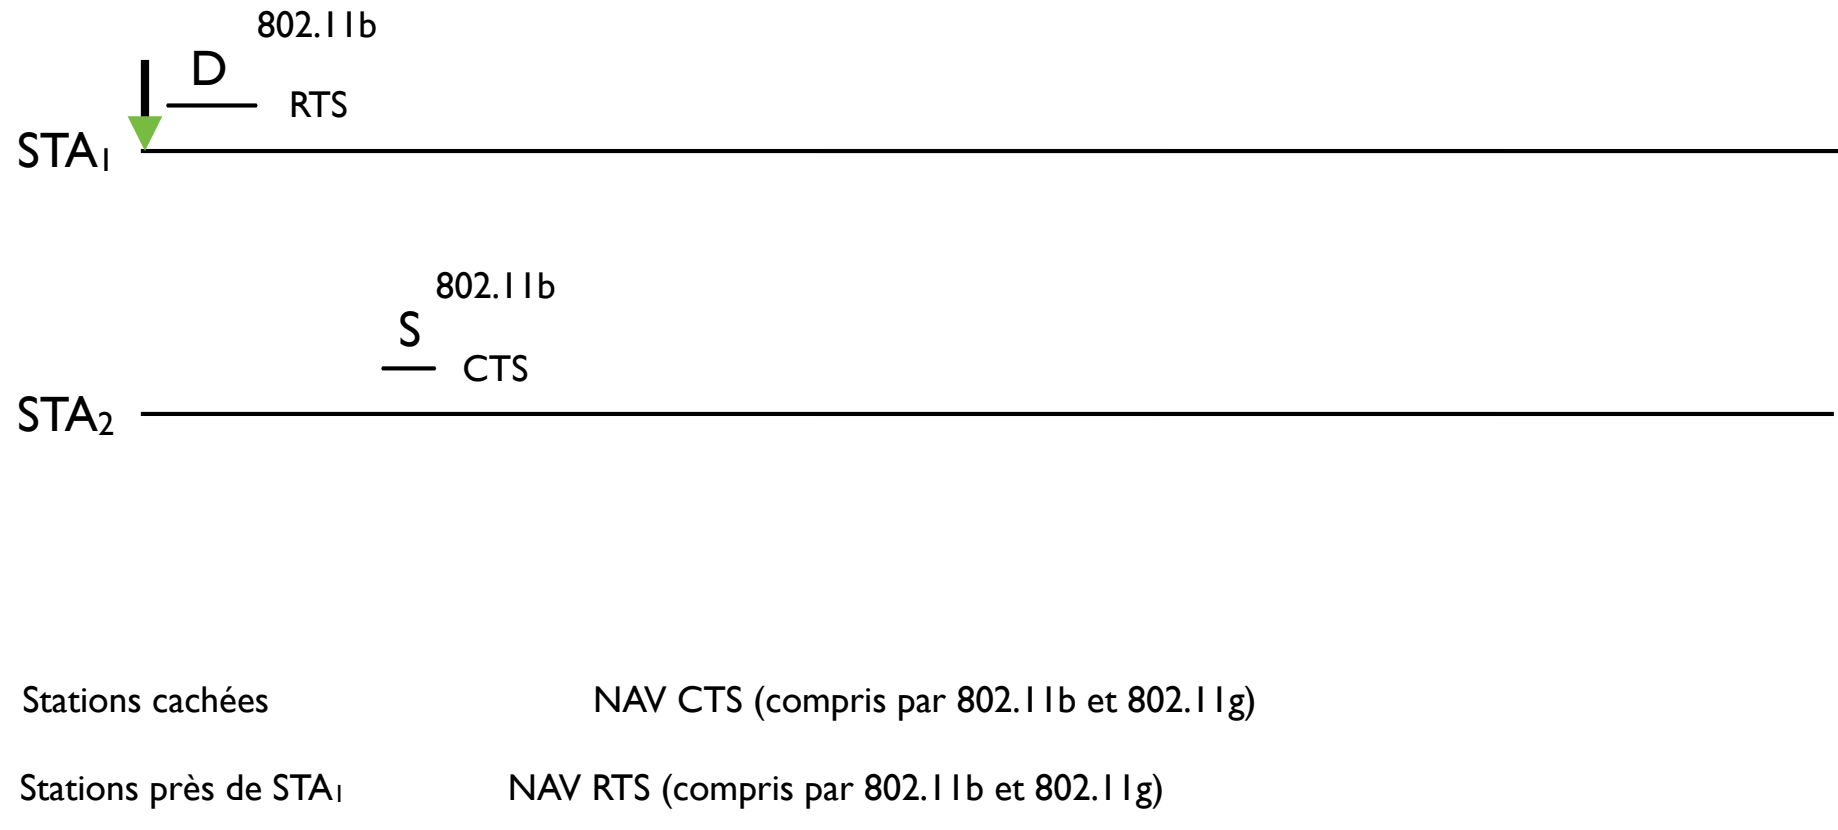 802.11b
D
RTS
STA₁
802.11b
S
CTS
STA₂
Stations cachées NAV CTS (compris par 802.11b et 802.11g)
Stations près de STA₁ NAV RTS (compris par 802.11b et 802.11g)